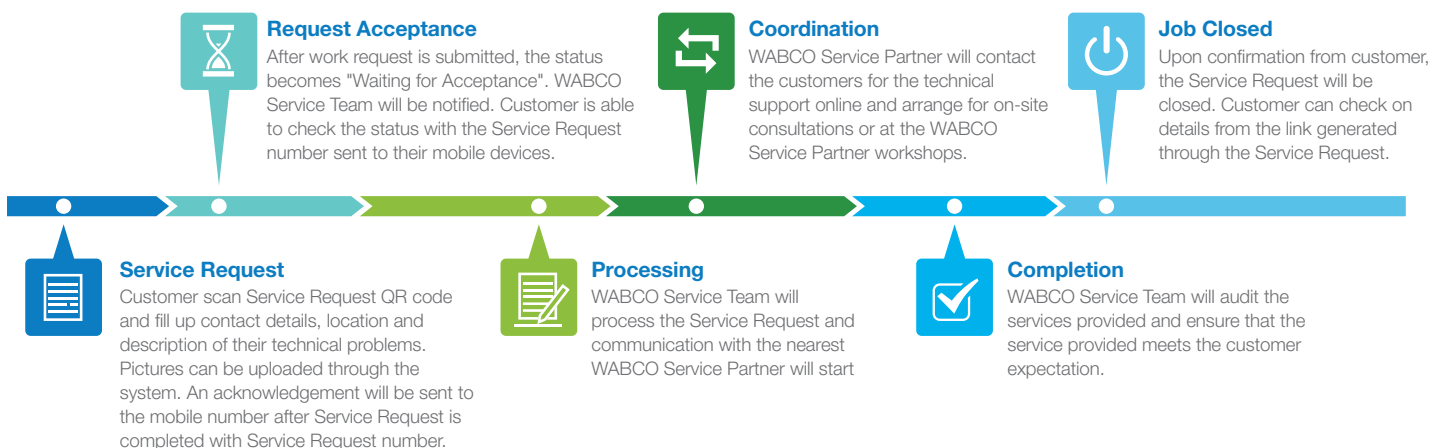 Request Acceptance
After work request is submitted, the status
becomes "Waiting for Acceptance". WABCO
Service Team will be notified. Customer is able
to check the status with the Service Request
number sent to their mobile devices.
Coordination
WABCO Service Partner will contact
the customers for the technical
support online and arrange for on-site
consultations or at the WABCO
Service Partner workshops.
Job Closed
Upon confirmation from customer,
the Service Request will be
closed. Customer can check on
details from the link generated
through the Service Request.
Service Request
Customer scan Service Request QR code
and fill up contact details, location and
description of their technical problems.
Pictures can be uploaded through the
system. An acknowledgement will be sent to
the mobile number after Service Request is
completed with Service Request number.
Processing
WABCO Service Team will
process the Service Request and
communication with the nearest
WABCO Service Partner will start
Completion
WABCO Service Team will audit the
services provided and ensure that the
service provided meets the customer
expectation.